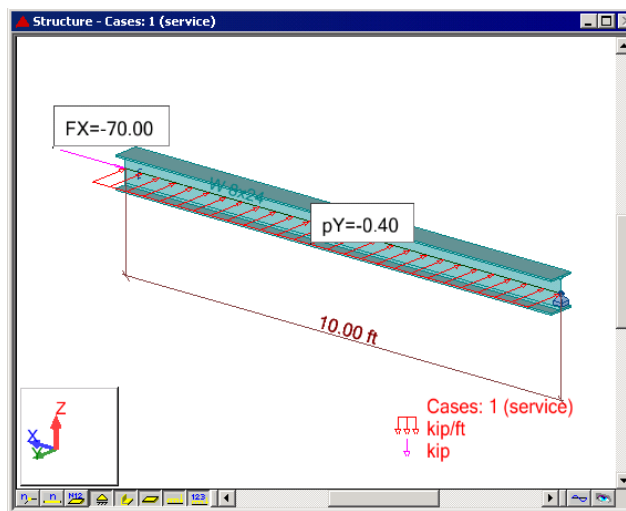 Structure - Cases: 1 (service)
FX=-70.00
W 8x24
pY=-0.40
10.00 ft
Cases: 1 (service)
kip/ft
kip
Z
X
Y
123